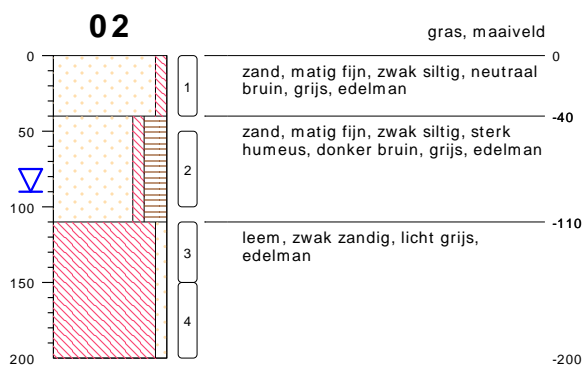 02
gras, maaiveld
0
0
1
zand, matig fijn, zwak siltig, neutraal
bruin, grijs, edelman
-40
50
zand, matig fijn, zwak siltig, sterk
humeus, donker bruin, grijs, edelman
2
100
-110
leem, zwak zandig, licht grijs,
edelman
3
150
4
200
-200